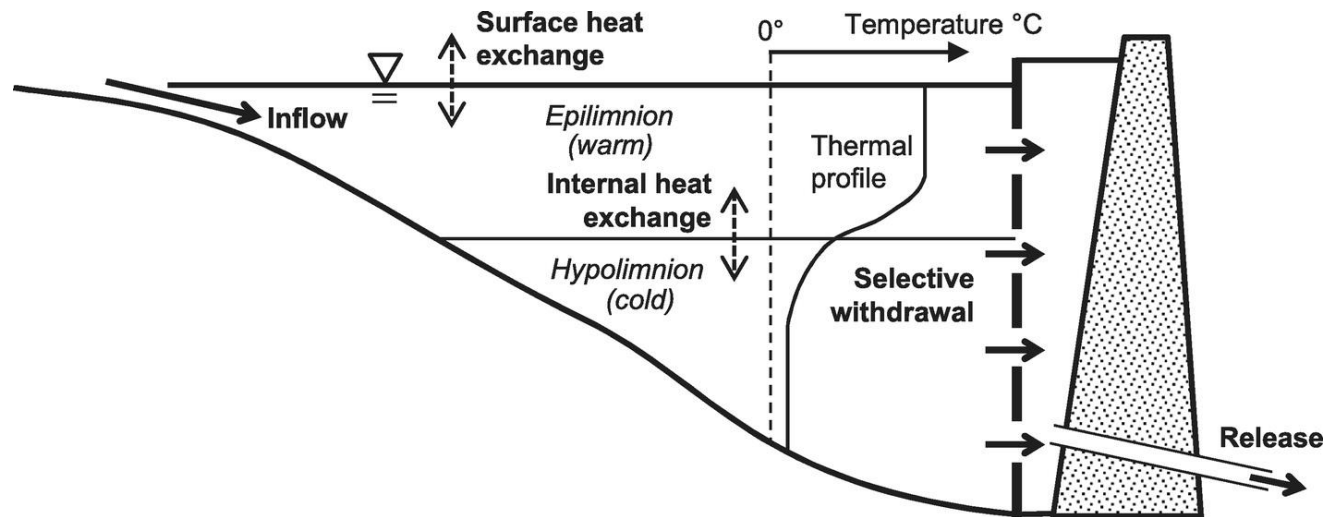 Surface heat
exchange
0°
Temperature °C
Inflow
Epilimnion
(warm)
Thermal
profile
Internal heat
exchange
Hypolimnion
(cold)
Selective
withdrawal
Release